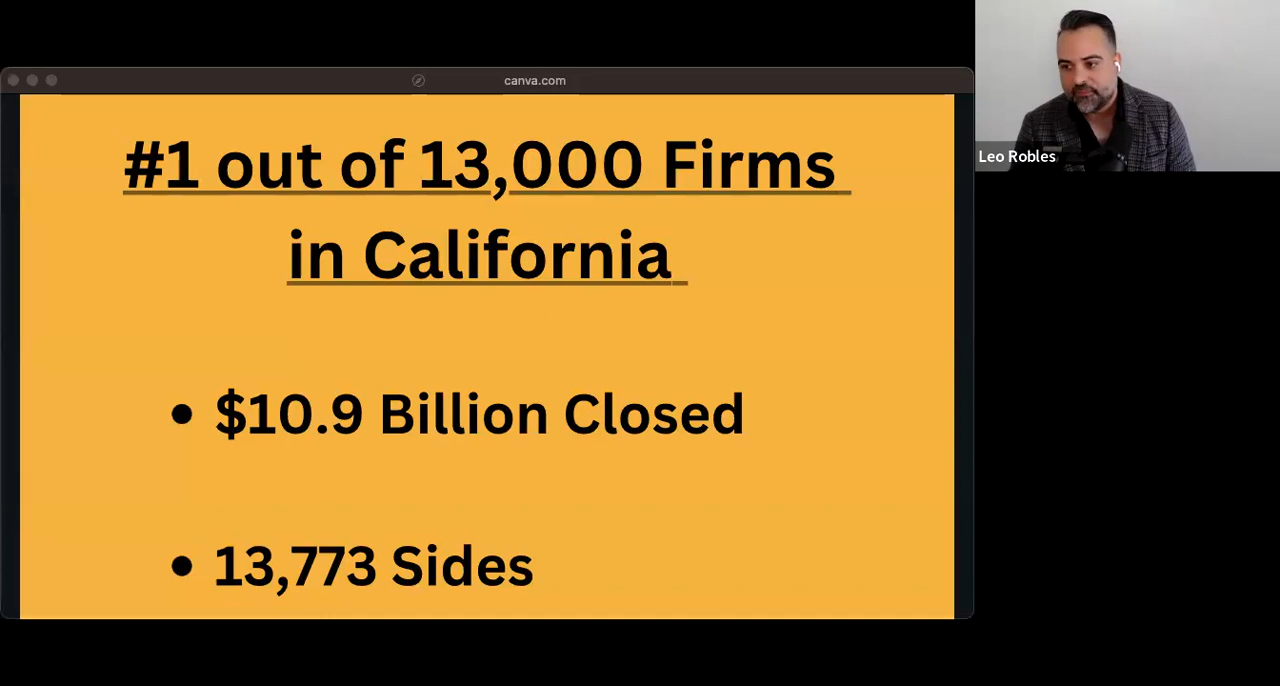 canva.com
#1 out of 13,000 Firms
in California
• $10.9 Billion Closed
• 13,773 Sides
Leo Robles